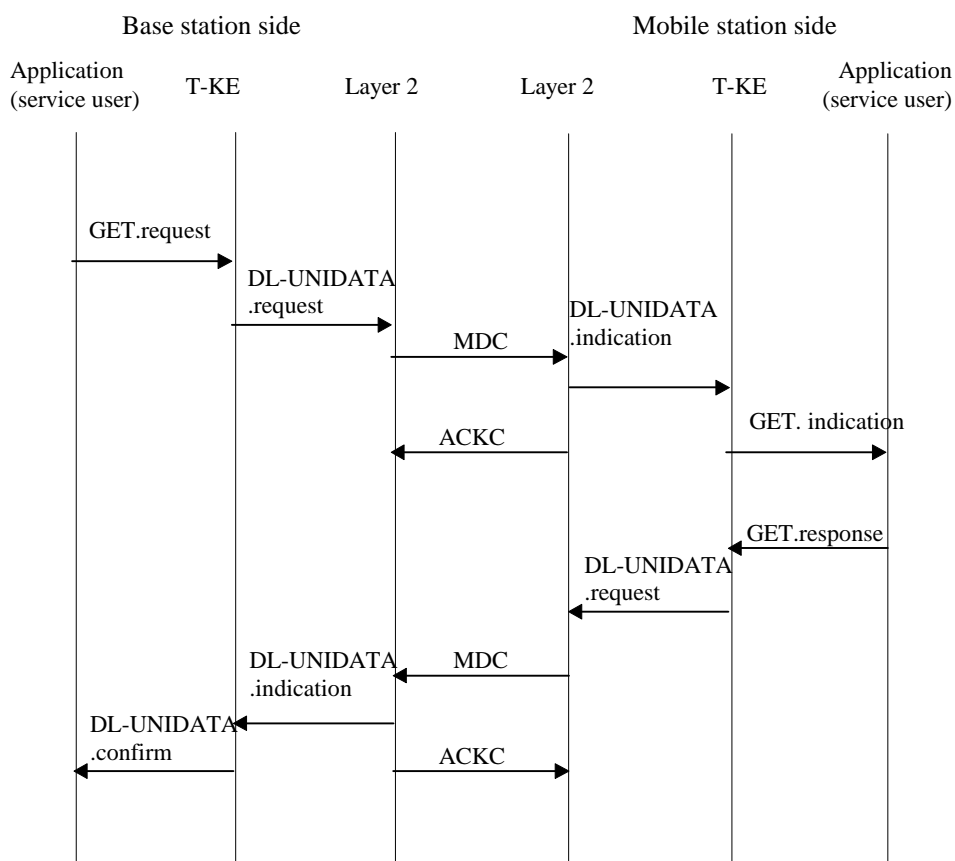 Base station side
Mobile station side
Application
(service user)
T-KE
Layer 2
Layer 2
T-KE
Application
(service user)
GET.request
DL-UNIDATA
.request
DL-UNIDATA
.indication
MDC
GET. indication
ACKC
GET.response
DL-UNIDATA
.request
DL-UNIDATA
.indication
MDC
DL-UNIDATA
.confirm
ACKC